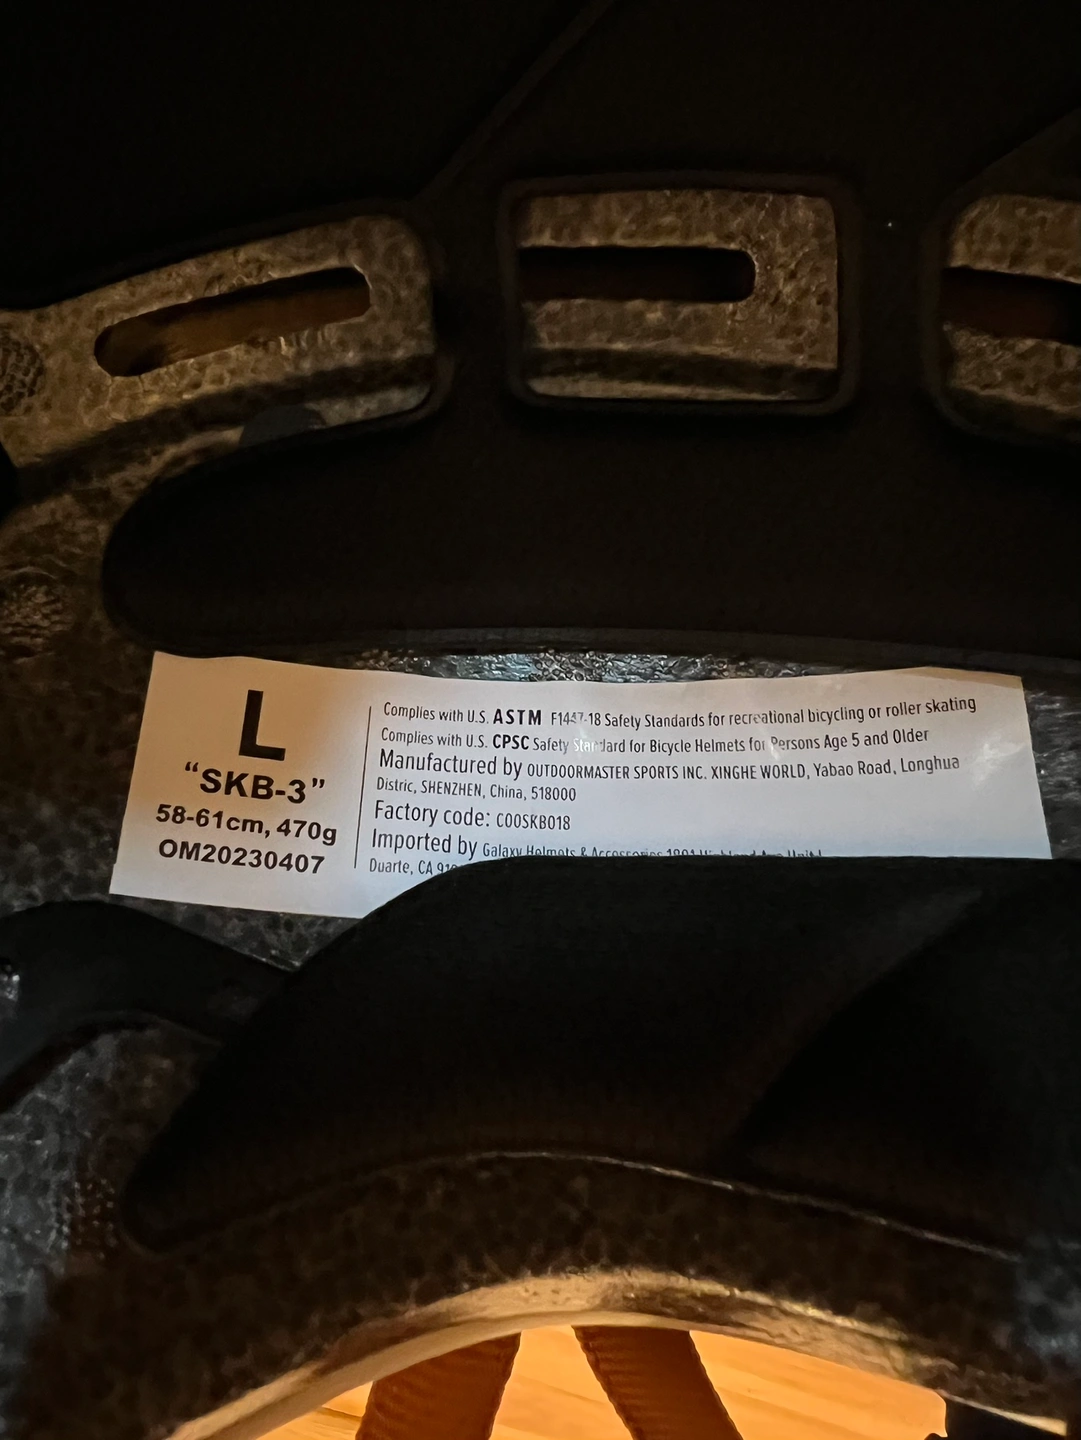 L
“SKB-3”
58-61cm, 470g
OM20230407
Complies with U.S. ASTM F1447-18 Safety Standards for recreational bicycling or roller skating
Complies with U.S. CPSC Safety Standard for Bicycle Helmets for Persons Age 5 and Older
Manufactured by OUTDOORMASTER SPORTS INC. XINGHE WORLD, Yabao Road, Longhua
Distric, SHENZHEN, China, 518000
Factory code: C00SKB018
Imported by Galaxy Helmets & Accessories
Duarte, CA